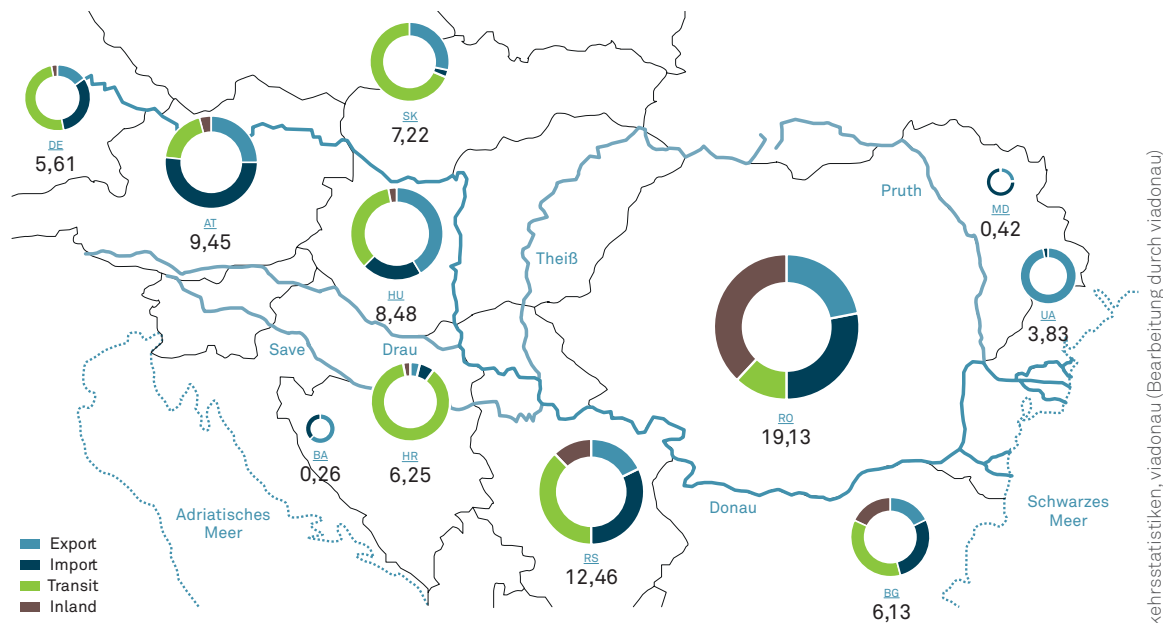 SK
7,22
DE
5,61
AT
9,45
HU
8,48
Theiß
Pruth
MD
0,42
UA
3,83
Save
Drau
BA
0,26
HR
6,25
RO
19,13
RS
12,46
Donau
BG
6,13
Adriatisches
Meer
Schwarzes
Meer
Export
Import
Transit
Inland
viadonau (Bearbeitung durch viadonau)